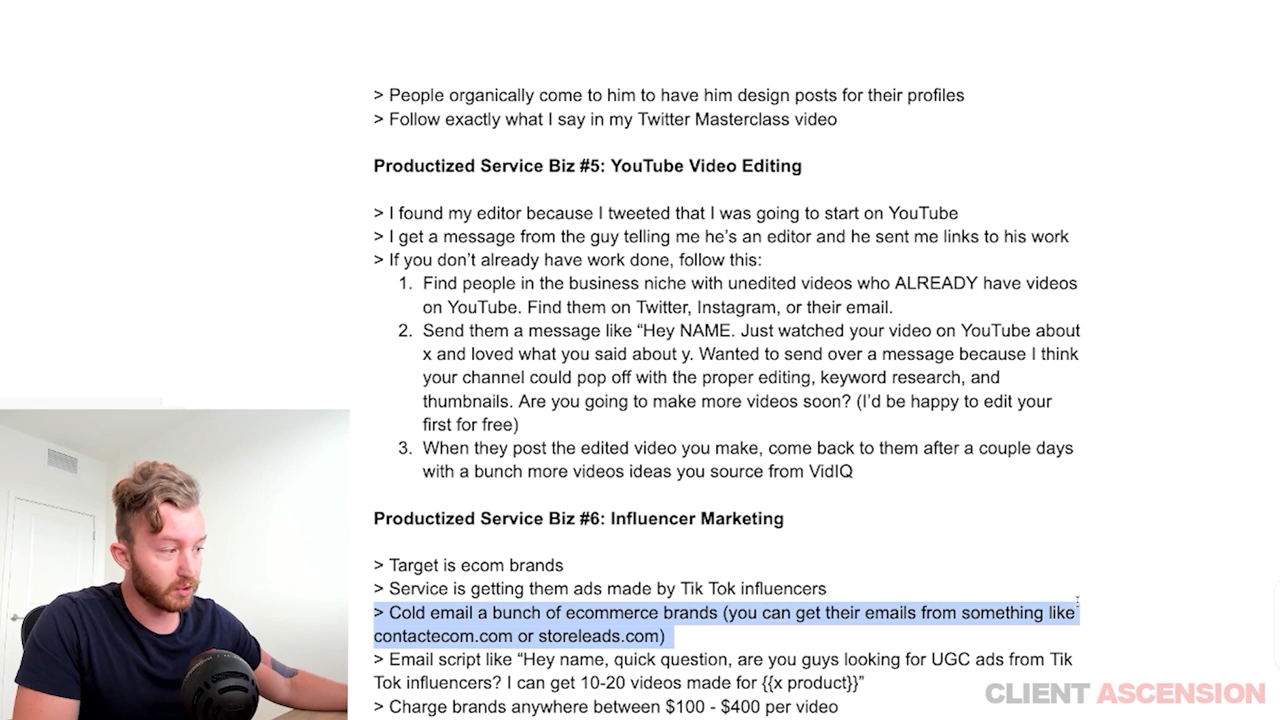 > People organically come to him to have him design posts for their profiles
> Follow exactly what I say in my Twitter Masterclass video
Productized Service Biz #5: YouTube Video Editing
> I found my editor because I tweeted that I was going to start on YouTube
> I get a message from the guy telling me he's an editor and he sent me links to his work
> If you don't already have work done, follow this:
1. Find people in the business niche with unedited videos who ALREADY have videos
on YouTube. Find them on Twitter, Instagram, or their email.
2. Send them a message like “Hey NAME. Just watched your video on YouTube about
x and loved what you said about y. Wanted to send over a message because I think
your channel could pop off with the proper editing, keyword research, and
thumbnails. Are you going to make more videos soon? (I'd be happy to edit your
first for free)
3. When they post the edited video you make, come back to them after a couple days
with a bunch more videos ideas you source from VidIQ
Productized Service Biz #6: Influencer Marketing
> Target is ecom brands
> Service is getting them ads made by Tik Tok influencers
> Cold email a bunch of ecommerce brands (you can get their emails from something like
contactecom.com or storeleads.com)
> Email script like “Hey name, quick question, are you guys looking for UGC ads from Tik
Tok influencers? I can get 10-20 videos made for {{x product}}”
> Charge brands anywhere between $100 - $400 per video
CLIENT ASCENSION